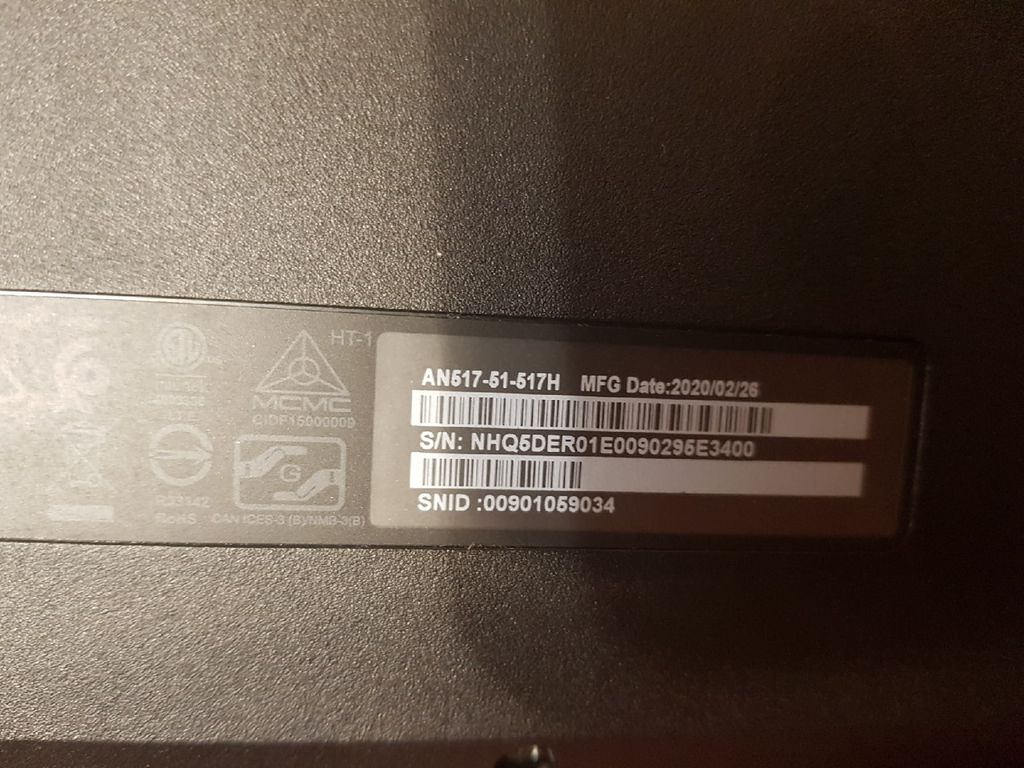 HT-1
MCMC
CIDF15000009
G
RoHS
CAN ICES-3 (B)/NMB-3(B)
AN517-51-517H MFG Date:2020/02/26
S/N: NHQ5DER01E0090295E3400
SNID :00901059034